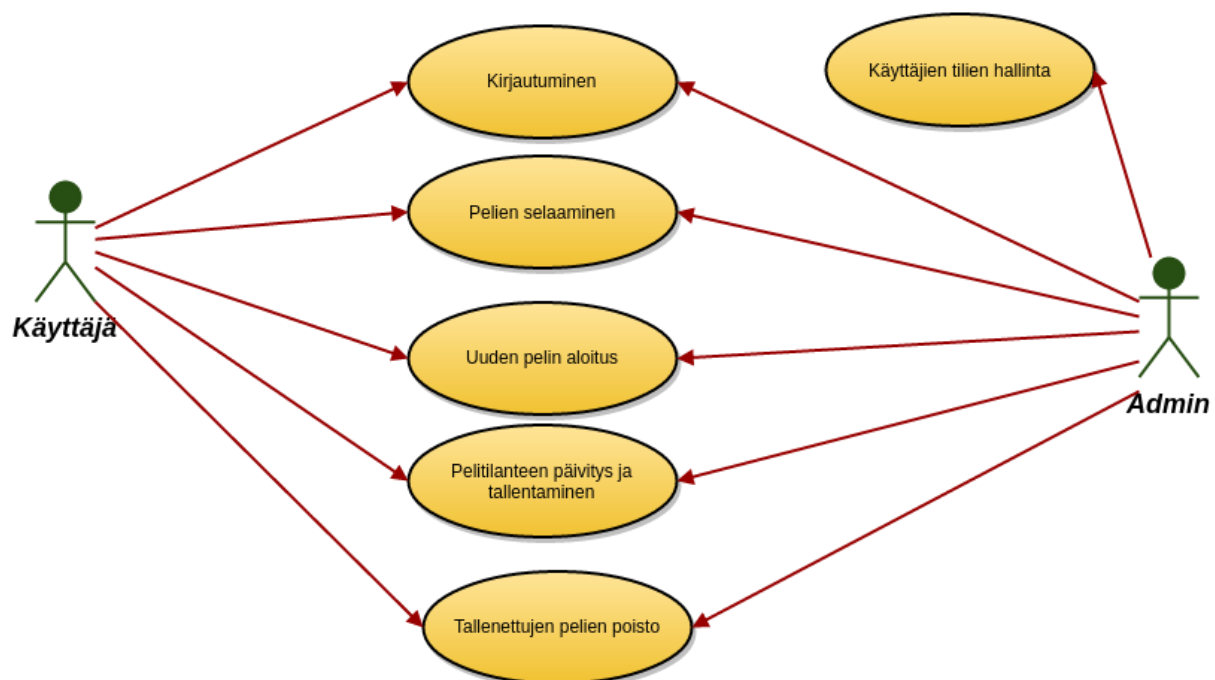 Kirjautuminen
Käyttäjien tilien hallinta
Pelien selaaminen
Käyttäjä
Uuden pelin aloitus
Admin
Pelitilanteen päivitys ja
tallentaminen
Tallenettujen pelien poisto